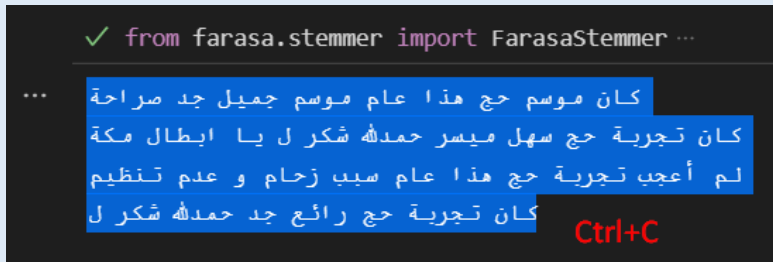 ✓ from farasa.stemmer import FarasaStemmer ...
... كان موسم حج هذا عام موسم جميل جد صراحة
كان تجربة حج سهل ميسر حمدلله شكر ل يا ابطال مكة
لم أعجب تجربة حج هذا عام سبب زحام و عدم تنظيم
كان تجربة حج رائع جد حمدلله شكر ل
Ctrl+C